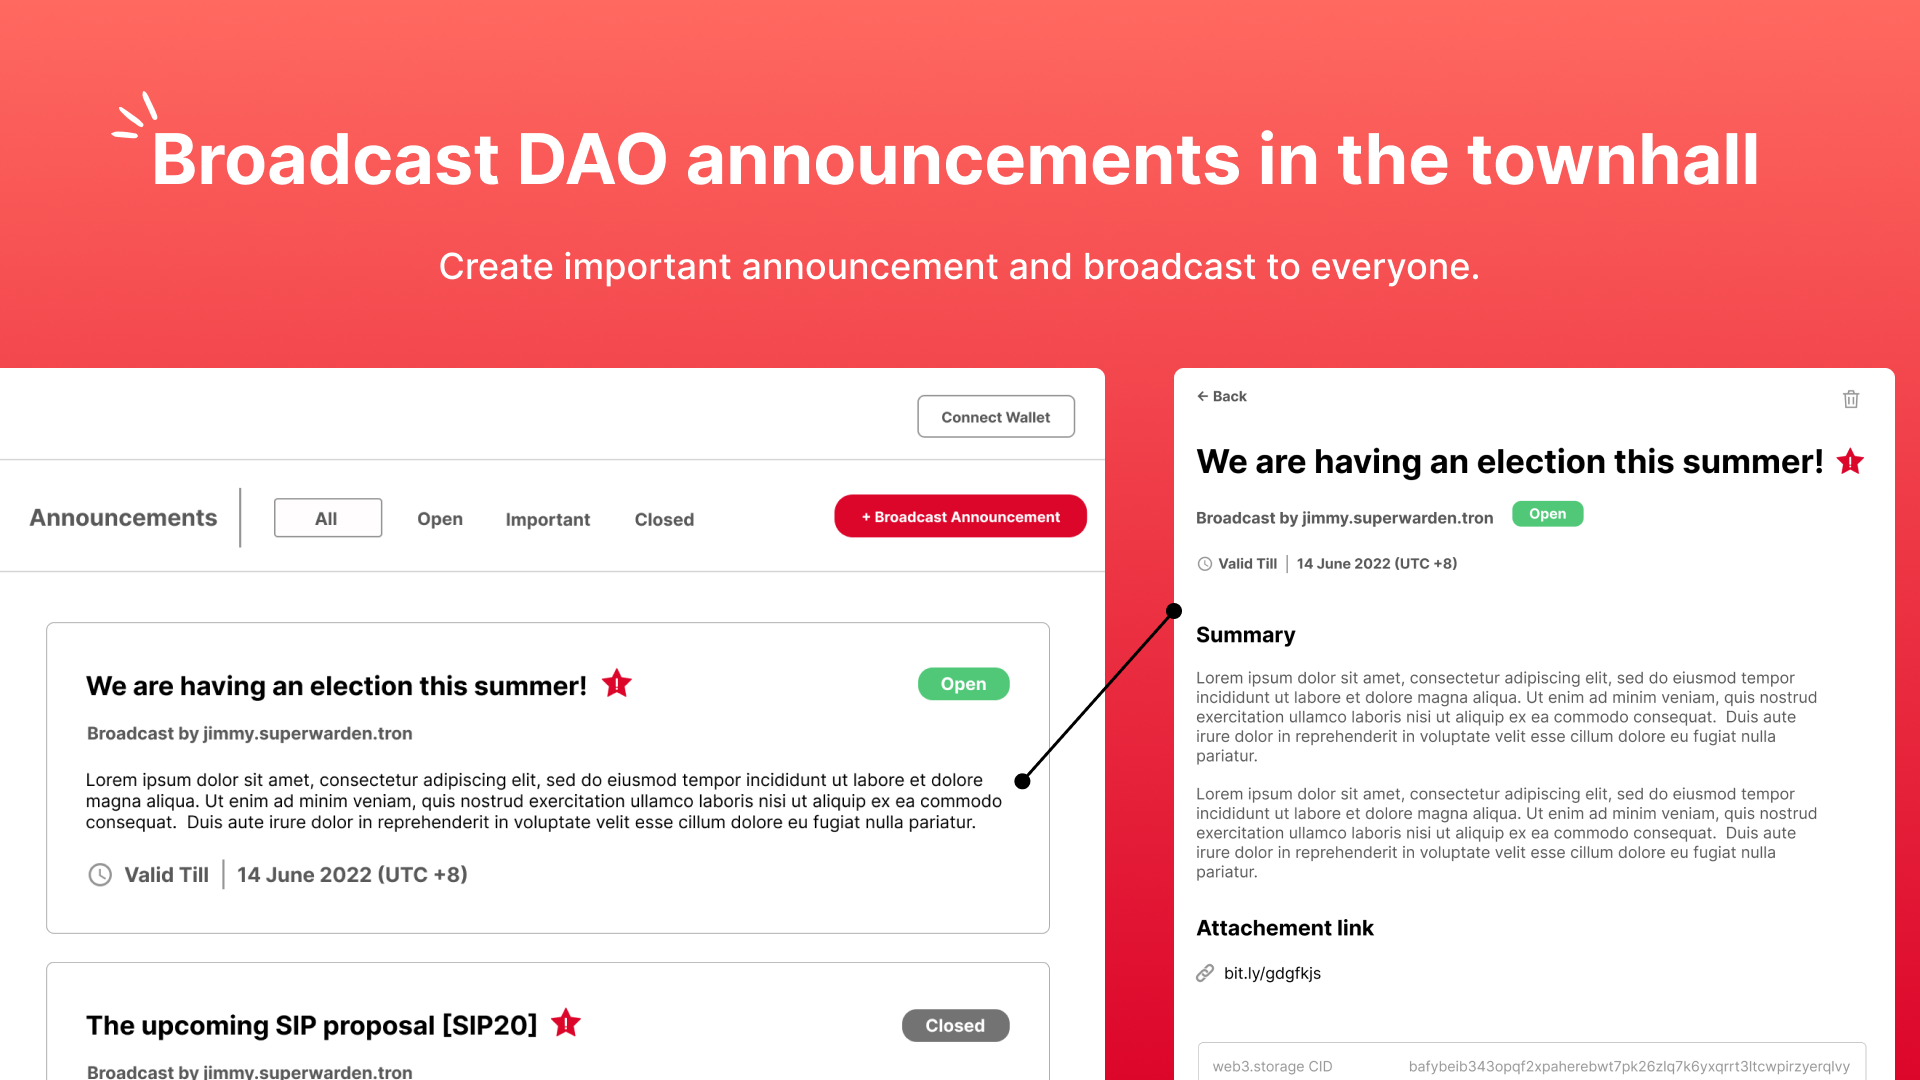 Broadcast DAO announcements in the townhall
Create important announcement and broadcast to everyone.
Connect Wallet
Announcements
All
Open
Important
Closed
+ Broadcast Announcement
We are having an election this summer!
Open
Broadcast by jimmy.superwarden.tron
Lorem ipsum dolor sit amet, consectetur adipiscing elit, sed do eiusmod tempor incididunt ut labore et dolore
magna aliqua. Ut enim ad minim veniam, quis nostrud exercitation ullamco laboris nisi ut aliquip ex ea commodo
consequat.  Duis aute irure dolor in reprehenderit in voluptate velit esse cillum dolore eu fugiat nulla pariatur.
Valid Till | 14 June 2022 (UTC +8)
The upcoming SIP proposal [SIP20]
Closed
Broadcast by jimmy.superwarden.tron
← Back
We are having an election this summer!
Broadcast by jimmy.superwarden.tron
Open
Valid Till | 14 June 2022 (UTC +8)
Summary
Lorem ipsum dolor sit amet, consectetur adipiscing elit, sed do eiusmod tempor
incididunt ut labore et dolore magna aliqua. Ut enim ad minim veniam, quis nostrud
exercitation ullamco laboris nisi ut aliquip ex ea commodo consequat.  Duis aute
irure dolor in reprehenderit in voluptate velit esse cillum dolore eu fugiat nulla
pariatur.
Lorem ipsum dolor sit amet, consectetur adipiscing elit, sed do eiusmod tempor
incididunt ut labore et dolore magna aliqua. Ut enim ad minim veniam, quis nostrud
exercitation ullamco laboris nisi ut aliquip ex ea commodo consequat.  Duis aute
irure dolor in reprehenderit in voluptate velit esse cillum dolore eu fugiat nulla
pariatur.
Attachement link
bit.ly/gdgfkjs
web3.storage CID
bafybeib343opqf2xpaherebwt7pk26zlq7k6yxqrrt3ltcwpirzyerqlvy